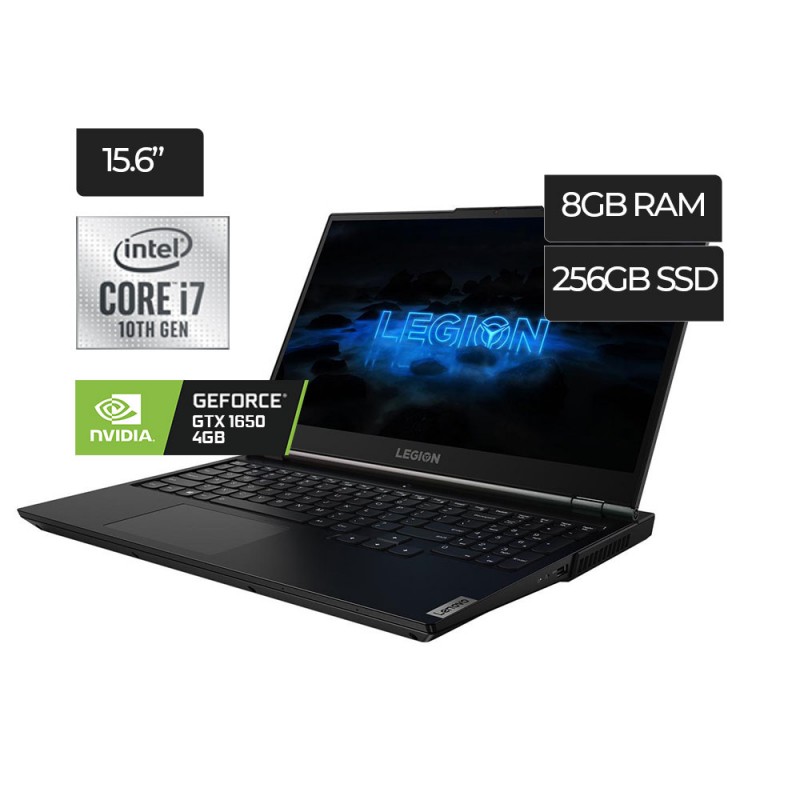 15.6”
8GB RAM
256GB SSD
intel
CORE i7
10TH GEN
LEGION
NVIDIA.
GEFORCE®
GTX 1650
4GB
LEGION
Lenovo